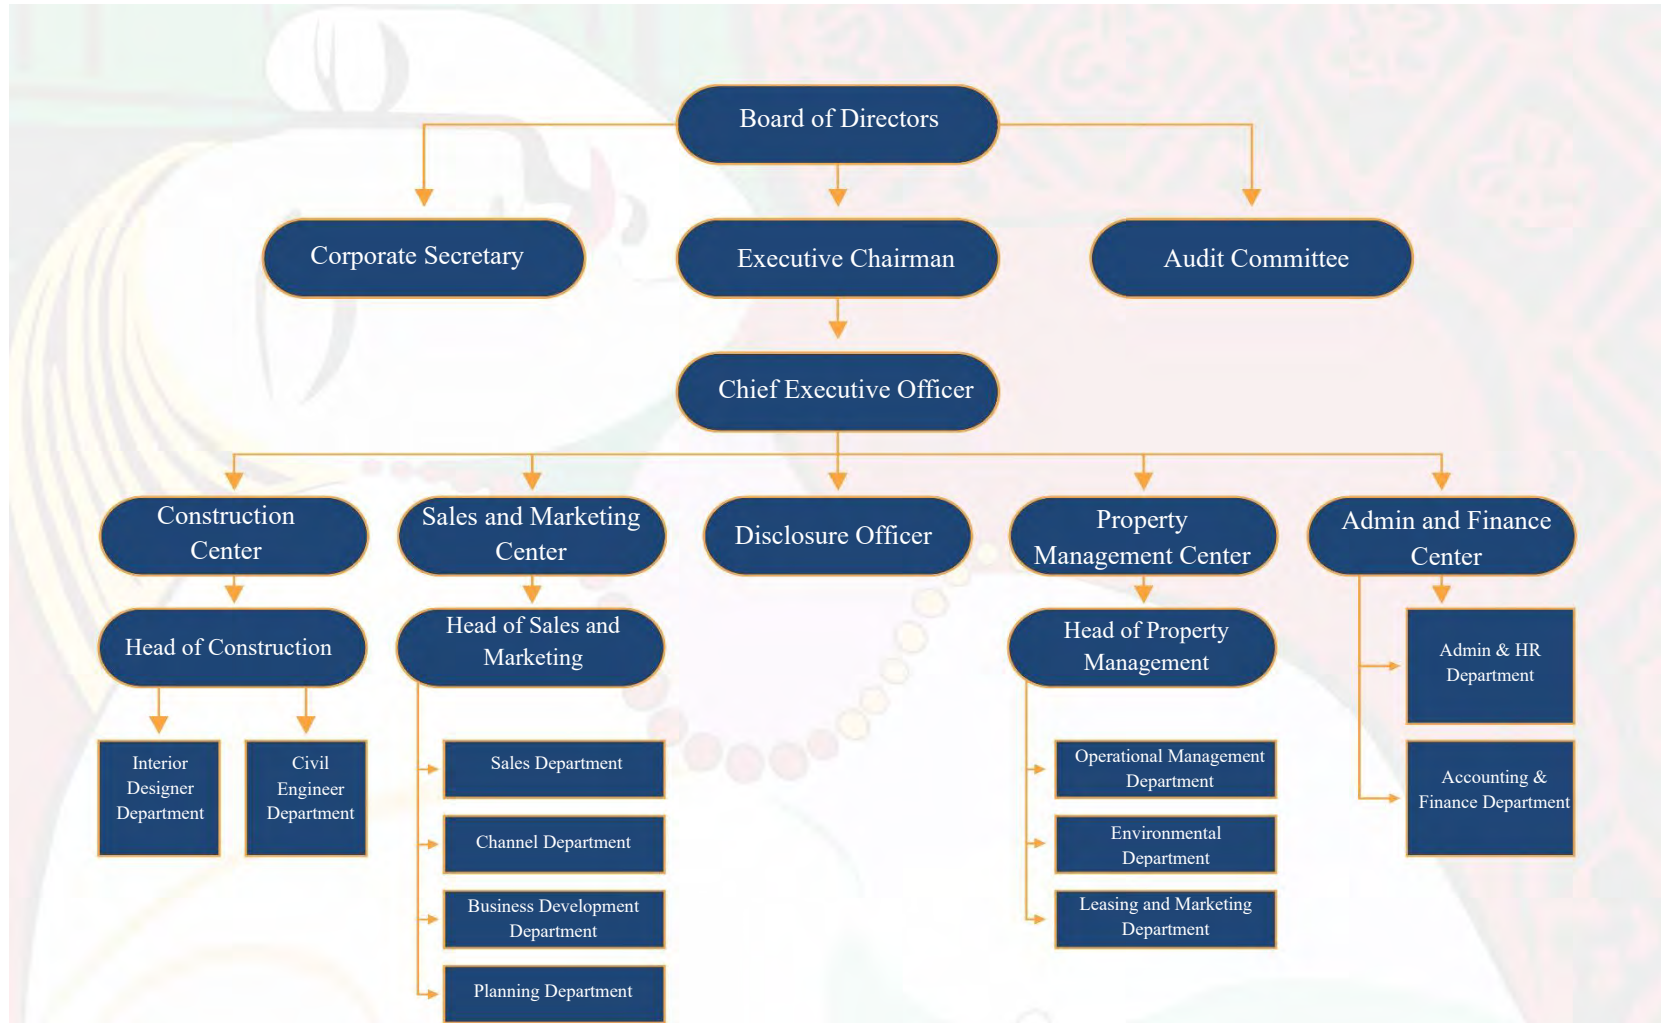 Board of Directors
Corporate Secretary
Executive Chairman
Audit Committee
Chief Executive Officer
Construction
Center
Sales and Marketing
Center
Disclosure Officer
Property
Management Center
Admin and Finance
Center
Head of Construction
Head of Sales and
Marketing
Head of Property
Management
Admin & HR
Department
Interior
Designer
Department
Civil
Engineer
Department
Sales Department
Channel Department
Business Development
Department
Planning Department
Operational Management
Department
Environmental
Department
Leasing and Marketing
Department
Accounting &
Finance Department